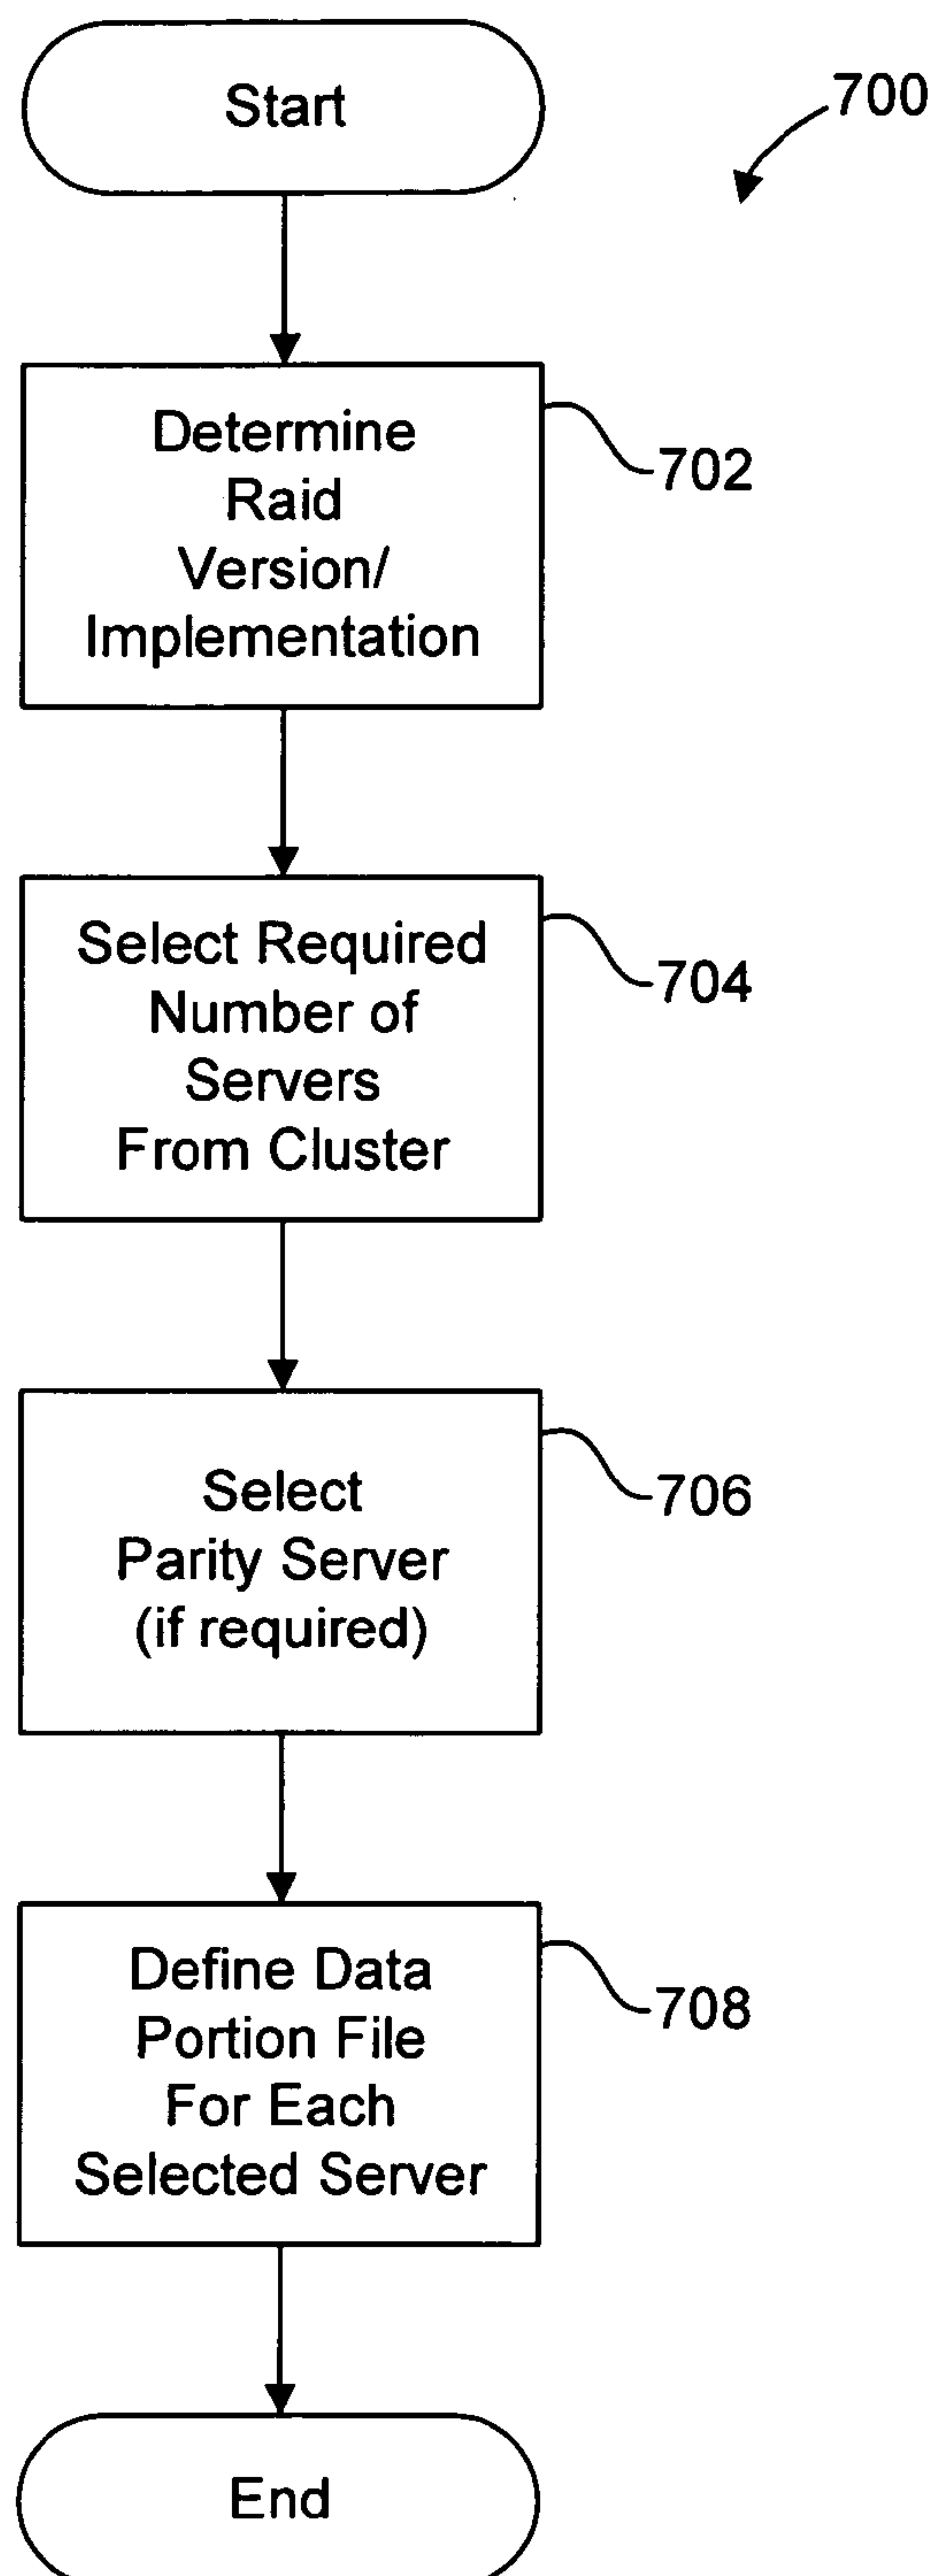 Start
700
Determine
Raid
Version/
Implementation
702
Select Required
Number of
Servers
From Cluster
704
Select
Parity Server
(if required)
706
Define Data
Portion File
For Each
Selected Server
708
End